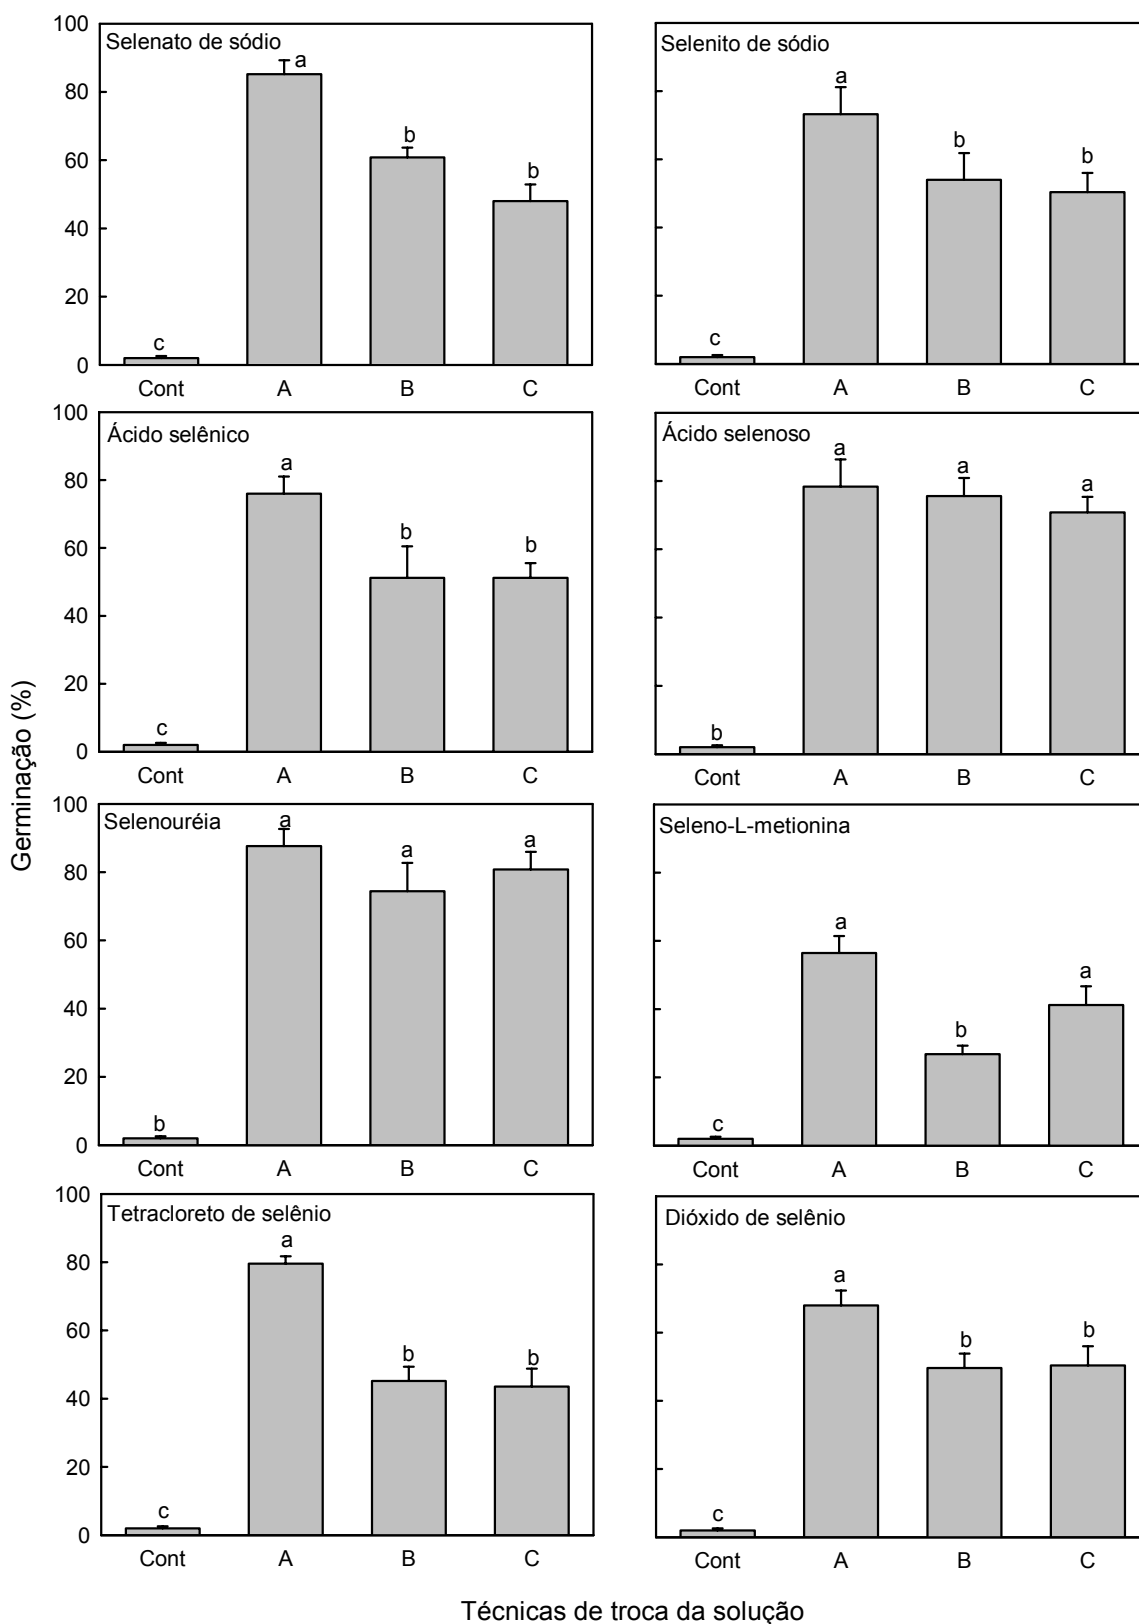 Germinação (%)
Selenato de sódio
100
80
60
40
20
0
c
a
b
b
Cont A B C
Selenito de sódio
c
a
b
b
Cont A B C
Ácido selênico
100
80
60
40
20
0
c
a
b
b
Cont A B C
Ácido selenoso
b
a
a
a
Cont A B C
Selenouréia
100
80
60
40
20
0
b
a
a
a
Cont A B C
Seleno-L-metionina
c
a
b
a
Cont A B C
Tetracloreto de selênio
100
80
60
40
20
0
c
a
b
b
Cont A B C
Dióxido de selênio
c
a
b
b
Cont A B C
Técnicas de troca da solução